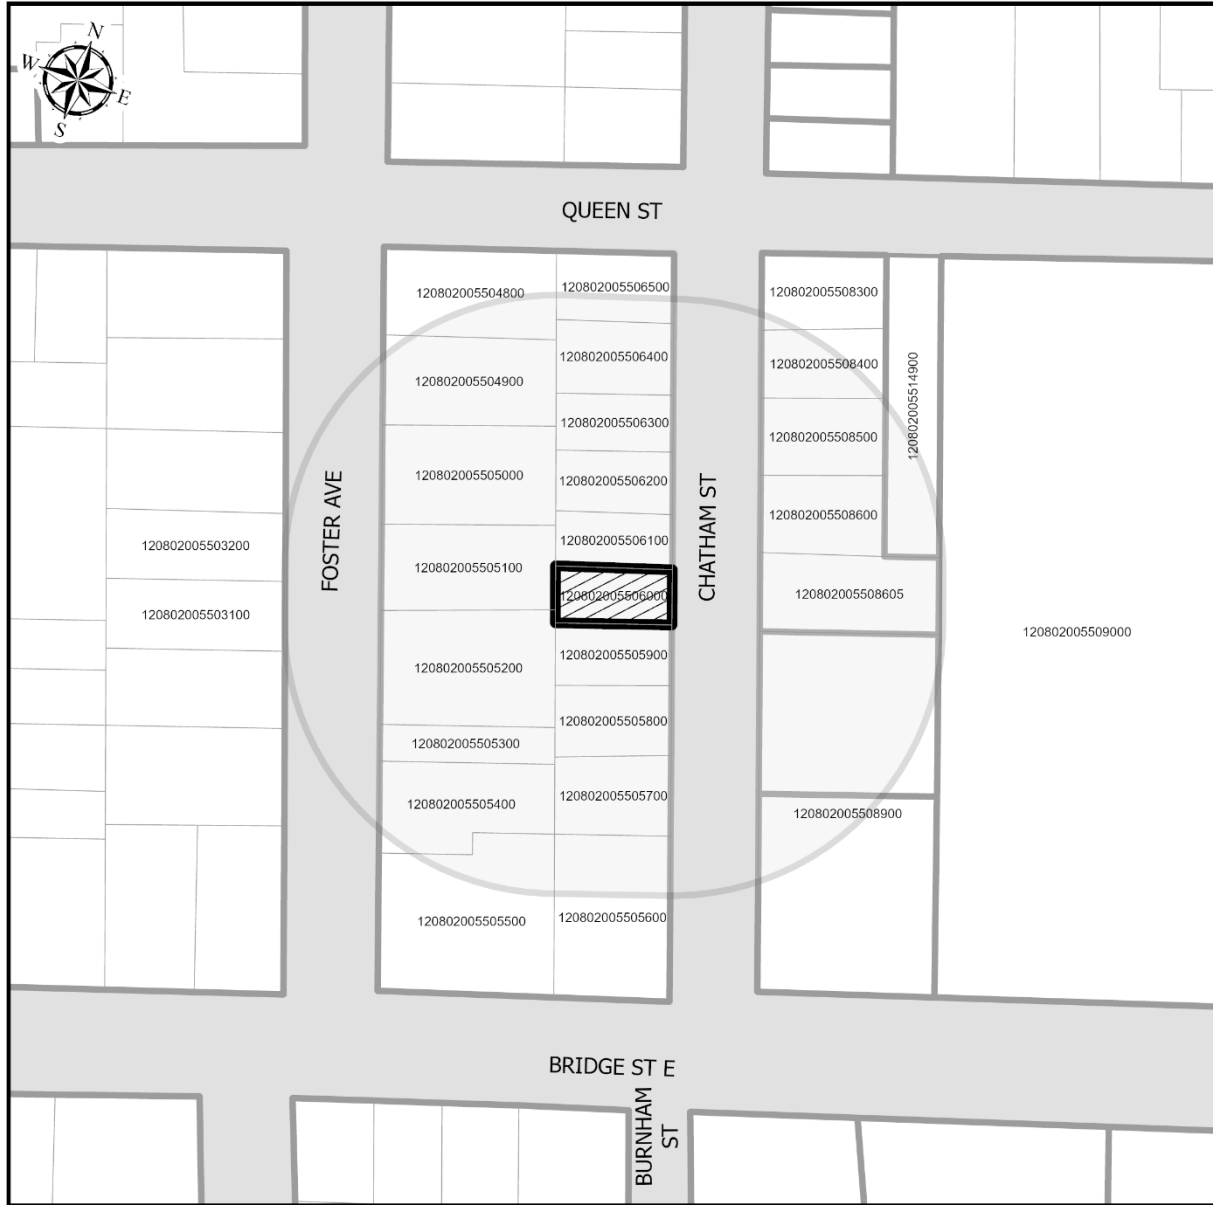 N
W
E
S
QUEEN ST
120802005504800
120802005506500
120802005508300
120802005506400
120802005508400
120802005504900
120802005514900
120802005506300
120802005508500
120802005505000
120802005506200
120802005508600
FOSTER AVE
CHATHAM ST
120802005503200
120802005506100
120802005505100
120802005506000
120802005508605
120802005503100
120802005509000
120802005505900
120802005505200
120802005505800
120802005505300
120802005505400
120802005505700
120802005508900
120802005505500
120802005505600
BRIDGE ST E
BURNHAM
ST